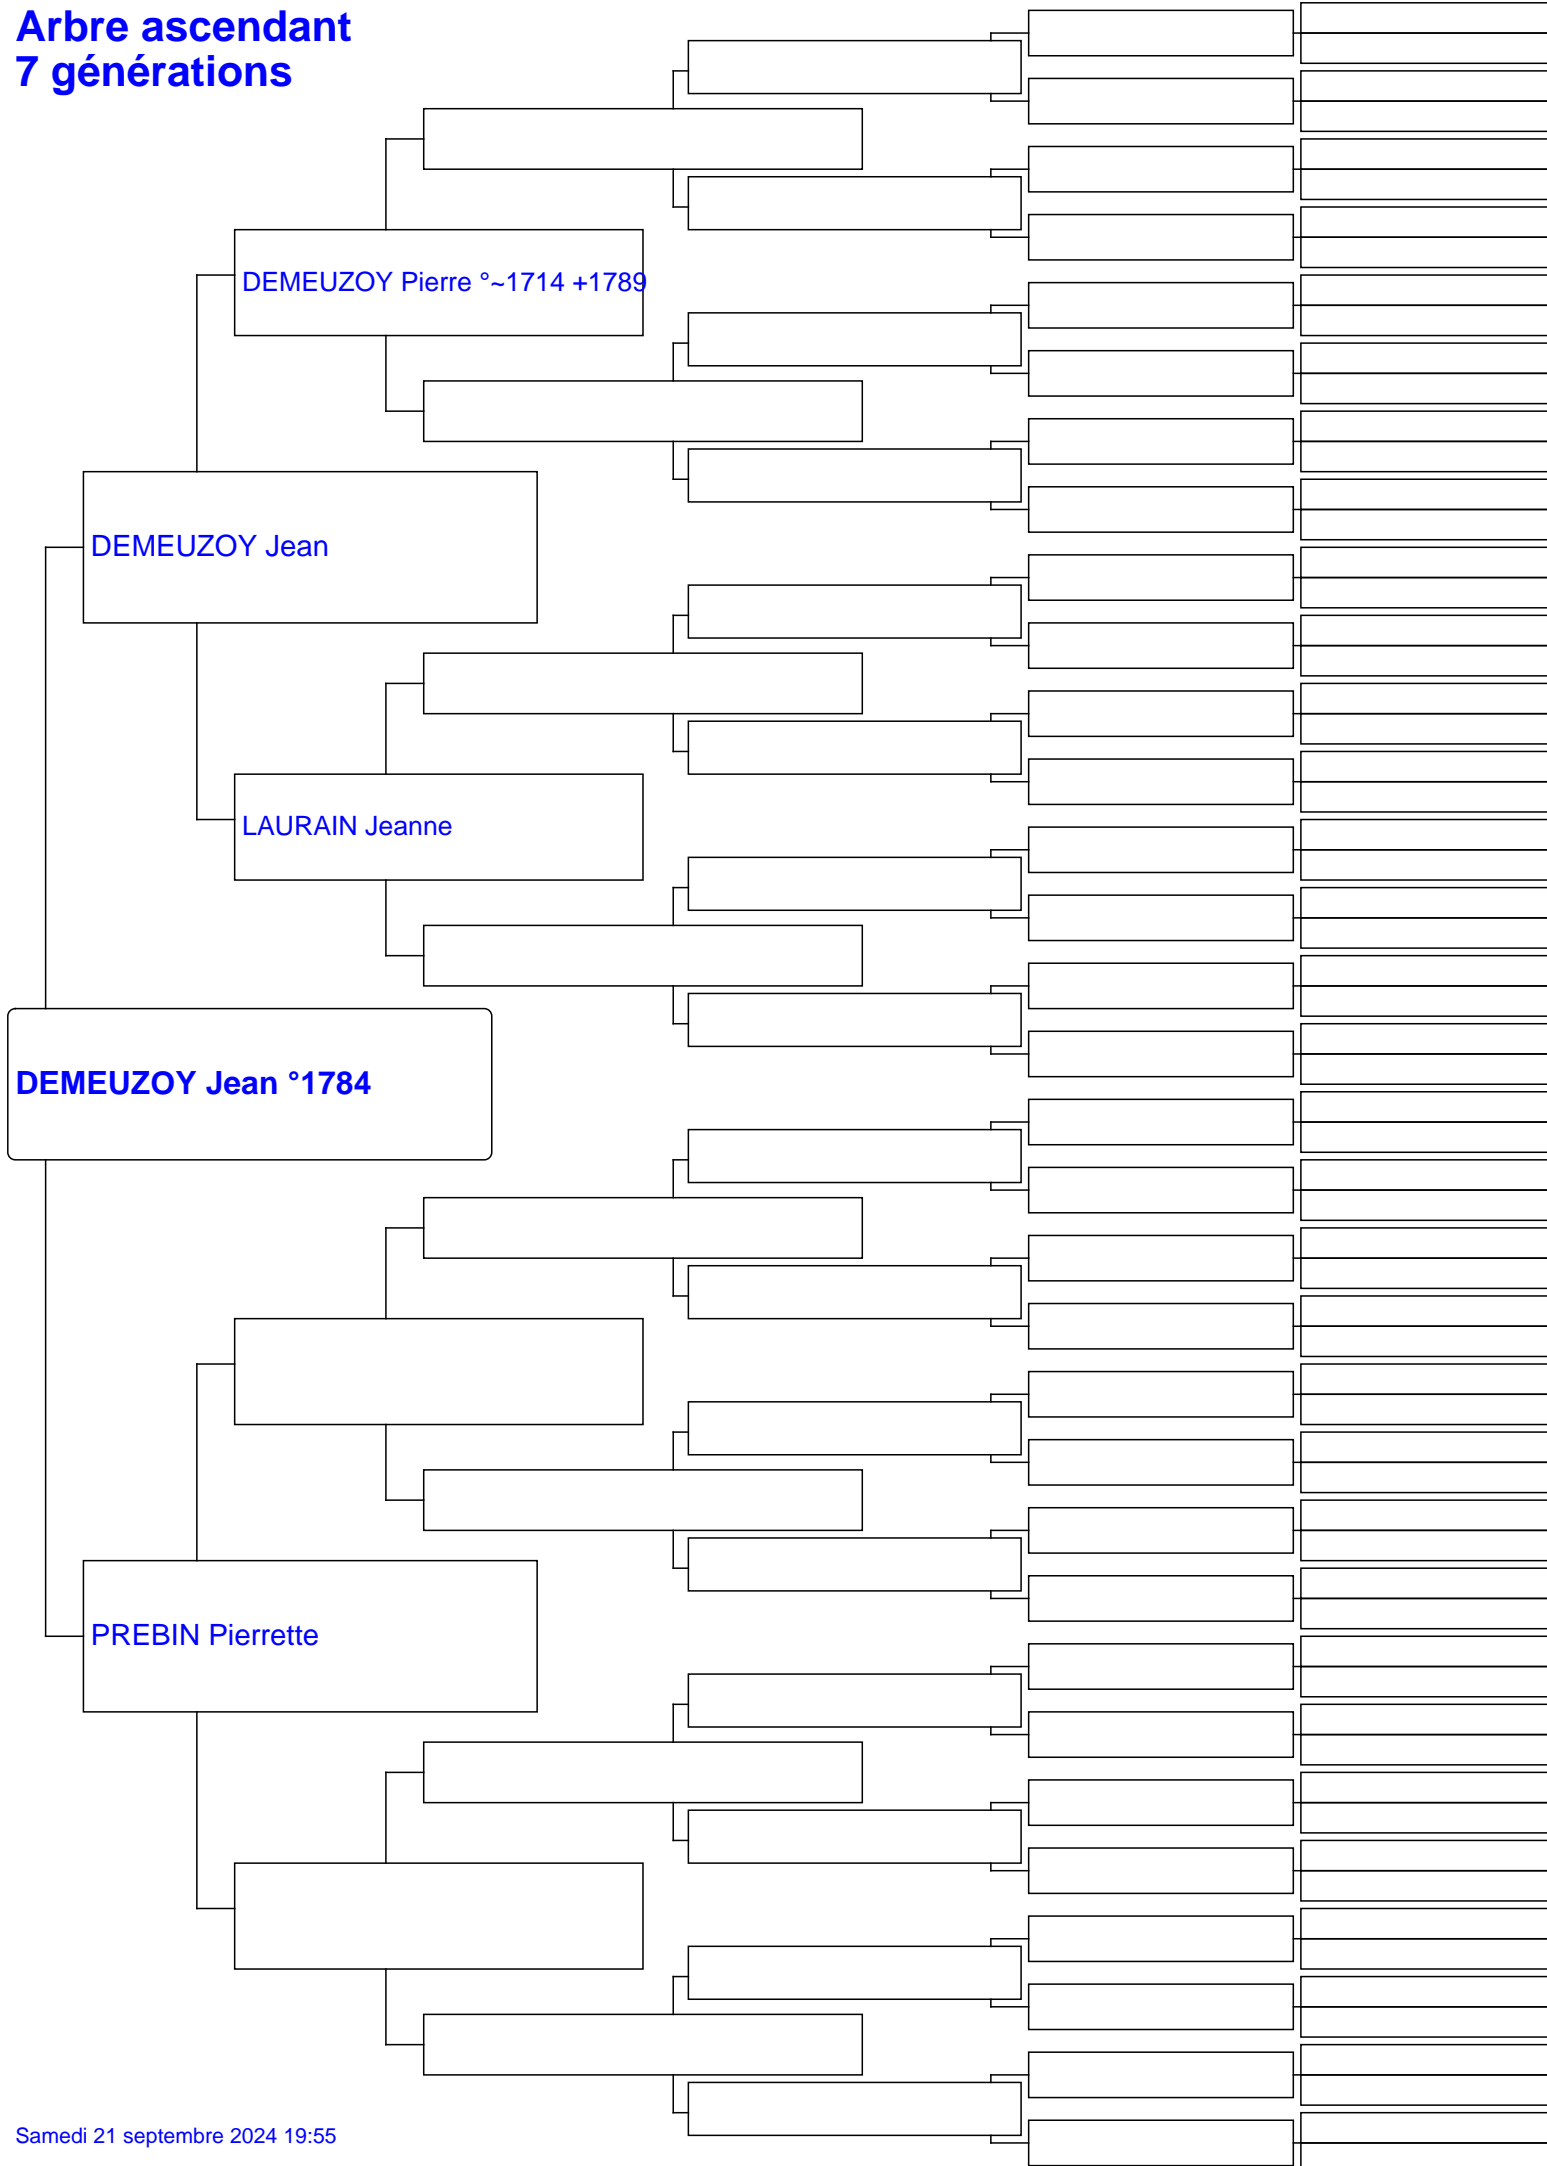 Arbre ascendant
7 générations
DEMEUZOY Pierre °~1714 +1789
DEMEUZOY Jean
LAURAIN Jeanne
DEMEUZOY Jean °1784
PREBIN Pierrette
Samedi 21 septembre 2024 19:55